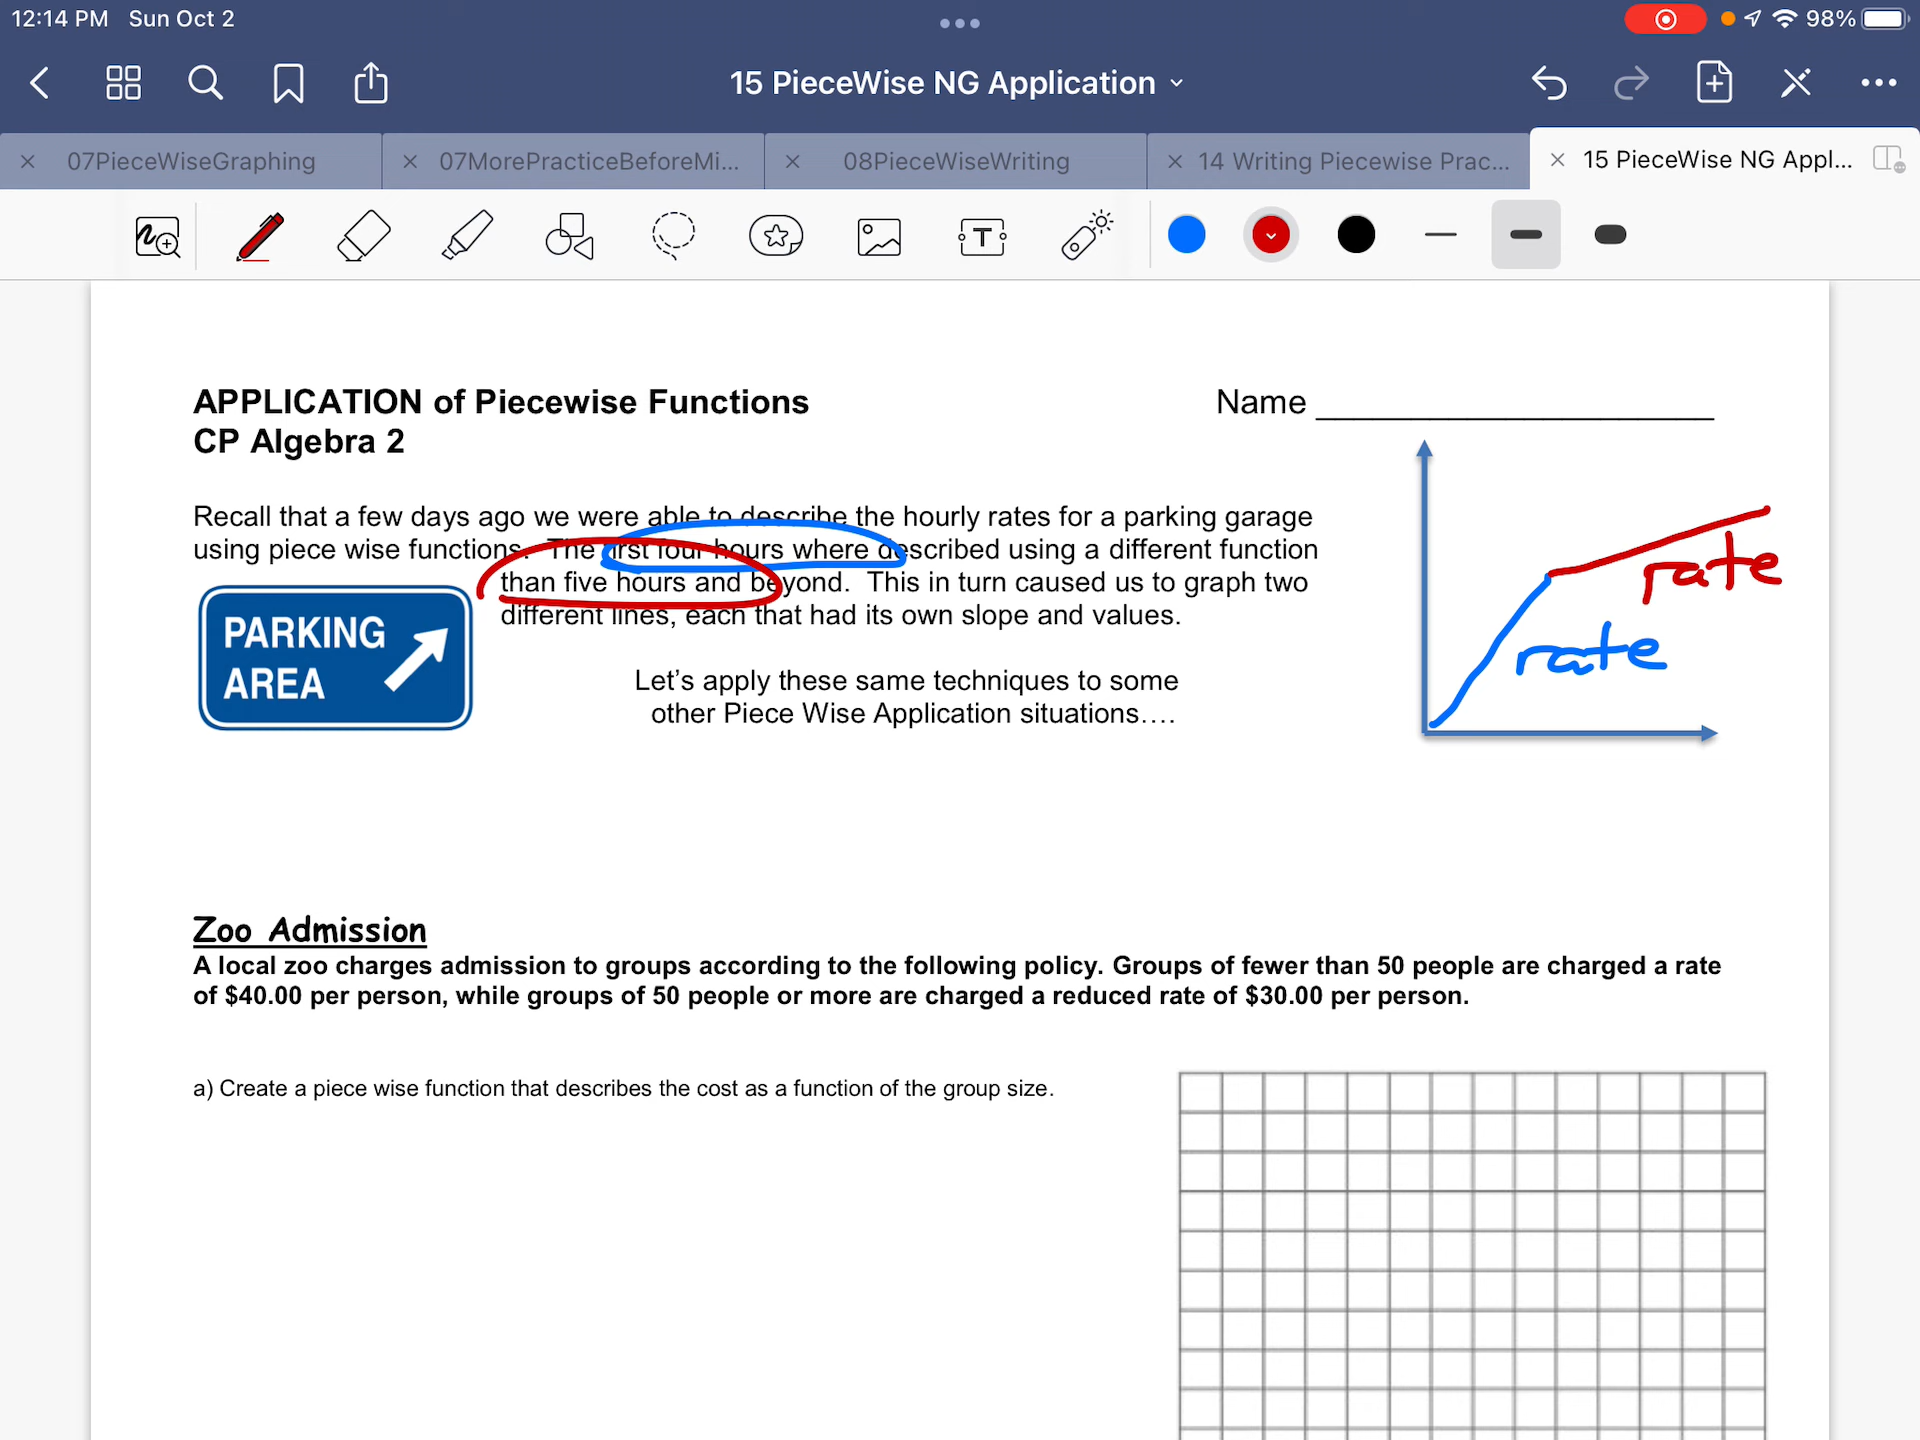 12:14 PM Sun Oct 2
98%
15 PieceWise NG Application
07PieceWiseGraphing
07MorePracticeBeforeMi...
08PieceWiseWriting
14 Writing Piecewise Prac...
15 PieceWise NG Appl...
APPLICATION of Piecewise Functions
Name
CP Algebra 2
Recall that a few days ago we were able to describe the hourly rates for a parking garage
using piece wise functions. The first four hours where described using a different function
than five hours and beyond. This in turn caused us to graph two
different lines, each that had its own slope and values.
PARKING
AREA
Let's apply these same techniques to some
other Piece Wise Application situations….
rate
rate
Zoo Admission
A local zoo charges admission to groups according to the following policy. Groups of fewer than 50 people are charged a rate
of $40.00 per person, while groups of 50 people or more are charged a reduced rate of $30.00 per person.
a) Create a piece wise function that describes the cost as a function of the group size.